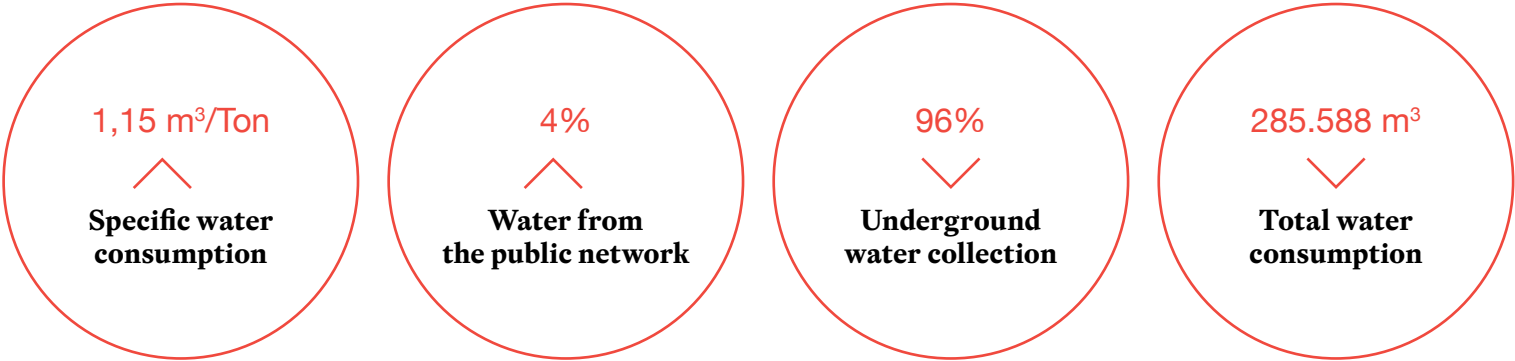 1,15 m³/Ton
Specific water
consumption
4%
Water from
the public network
96%
Underground
water collection
285.588 m³
Total water
consumption